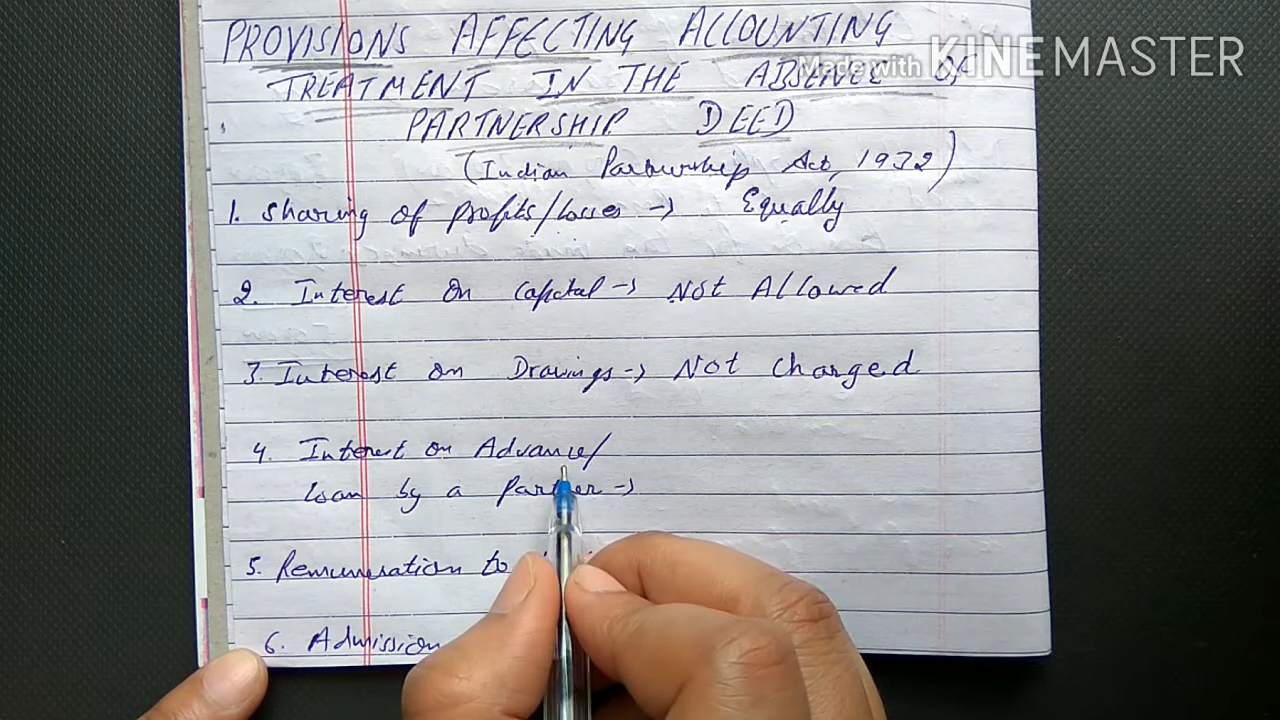 PROVISIONS AFFECTING ACCOUNTING
Made with KINEMASTER
TREATMENT IN THE ABSENCE OF
PARTNERSHIP DEED
(Indian Partnership Act, 1932)
1. Sharing of Profits/Losses → Equally
2. Interest on Capital → Not Allowed
3. Interest on Drawings → Not Charged
4. Interest on Advance/
Loan by a Partner →
5. Remuneration to
6. Admission